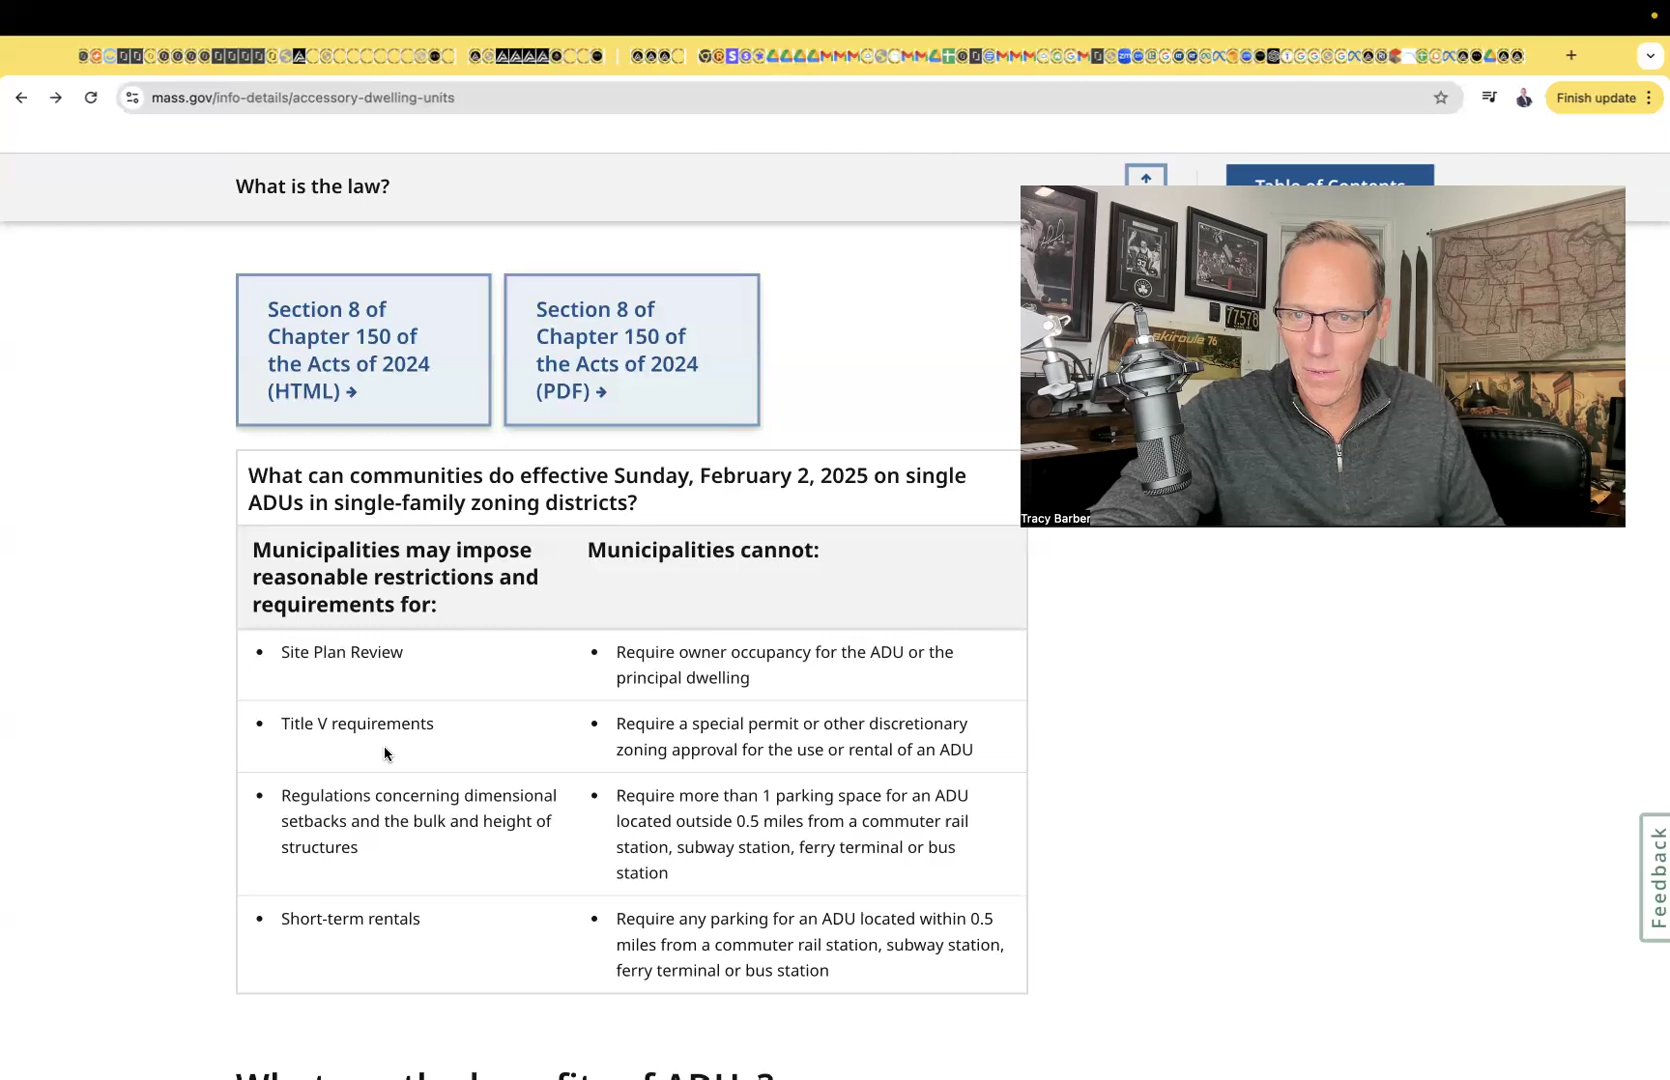 mass.gov/info-details/accessory-dwelling-units
Finish update
What is the law?
Table of Contents
Section 8 of
Chapter 150 of
the Acts of 2024
(HTML) →
Section 8 of
Chapter 150 of
the Acts of 2024
(PDF) →
77,578
skiroule 76
33
Tracy Barber
What can communities do effective Sunday, February 2, 2025 on single
ADUs in single-family zoning districts?
Municipalities may impose
reasonable restrictions and
requirements for:
Municipalities cannot:
• Site Plan Review
• Require owner occupancy for the ADU or the
principal dwelling
• Title V requirements
• Require a special permit or other discretionary
zoning approval for the use or rental of an ADU
• Regulations concerning dimensional
setbacks and the bulk and height of
structures
• Require more than 1 parking space for an ADU
located outside 0.5 miles from a commuter rail
station, subway station, ferry terminal or bus
station
• Short-term rentals
• Require any parking for an ADU located within 0.5
miles from a commuter rail station, subway station,
ferry terminal or bus station
Feedback